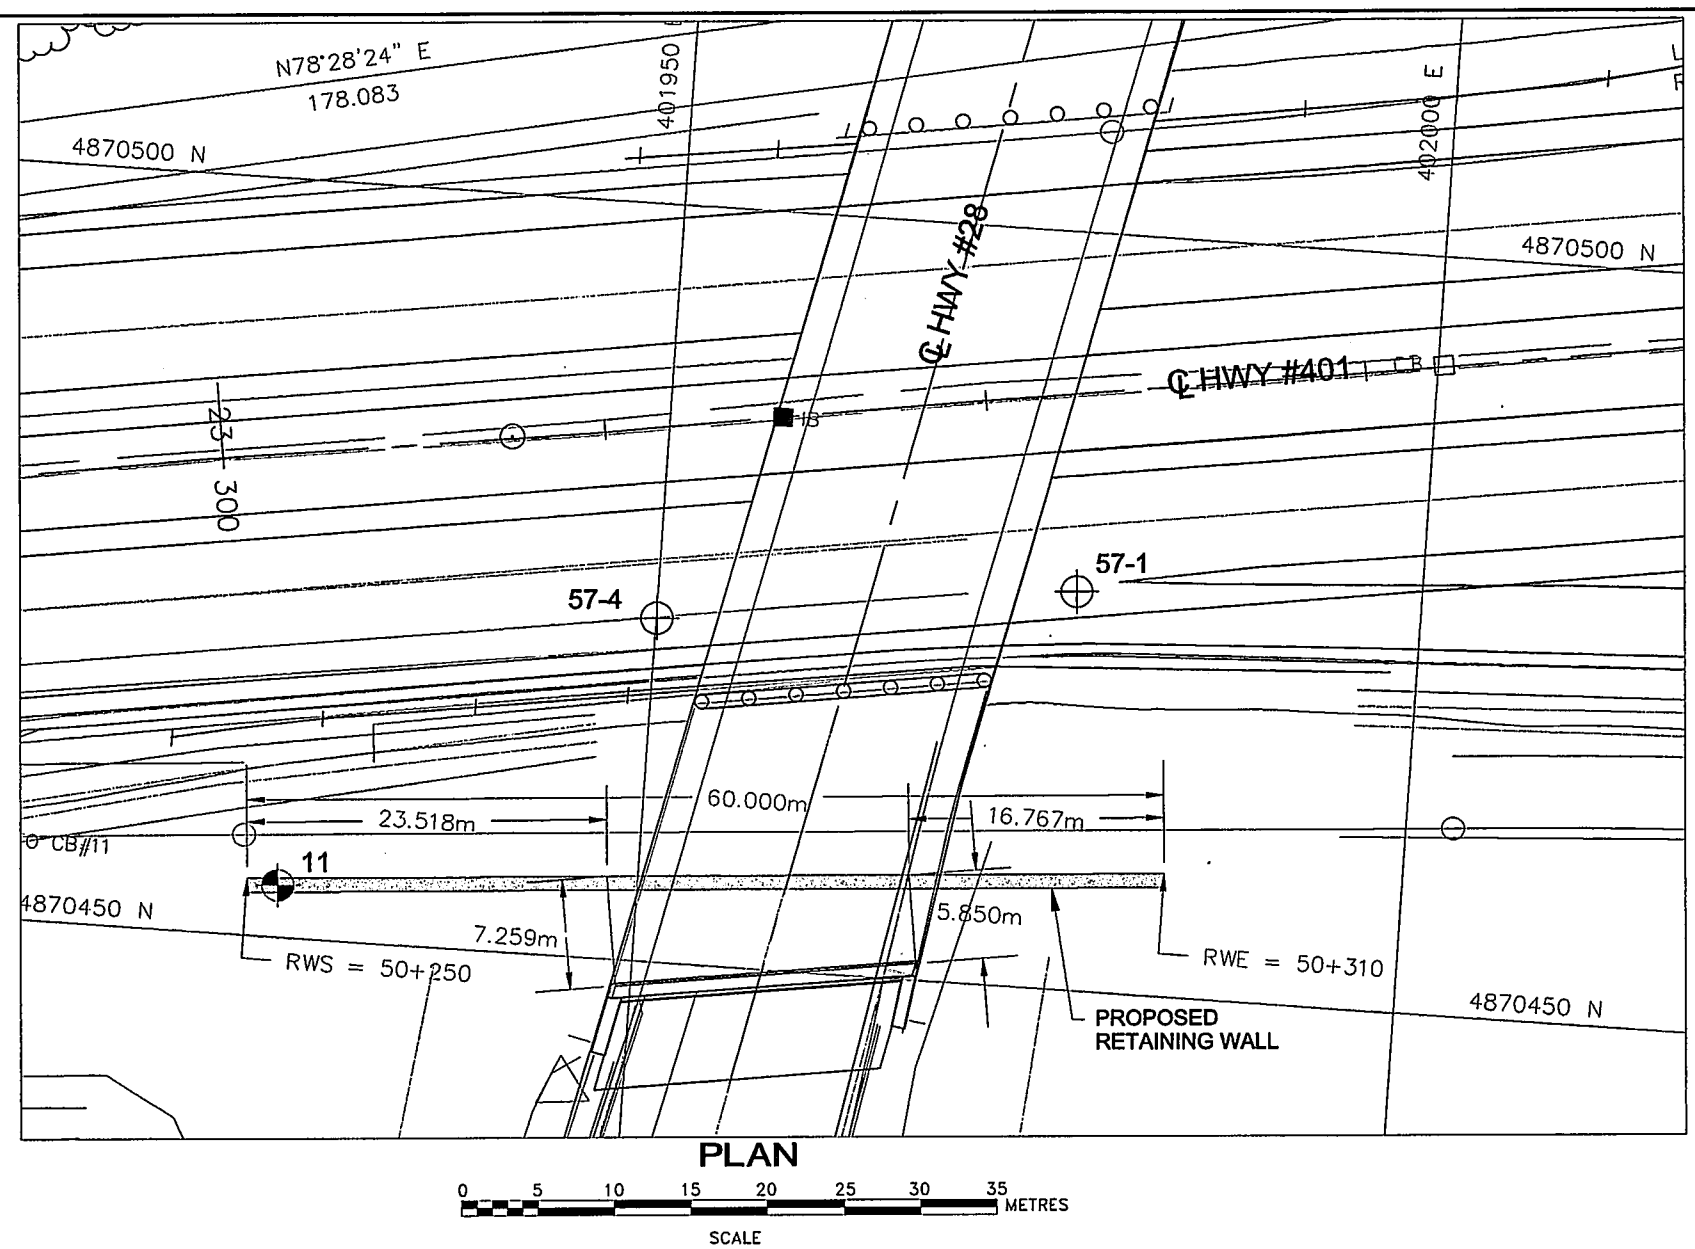 N78°28'24" E
178.083
401950
402000 E
4870500 N
4870500 N
℄ HWY #28
℄ HWY #401
CB
IB
23
300
57-1
57-4
60.000m
23.518m
16.767m
CB#11
11
4870450 N
7.259m
5.850m
RWS = 50+250
RWE = 50+310
4870450 N
PROPOSED
RETAINING WALL
PLAN
0 5 10 15 20 25 30 35
METRES
SCALE